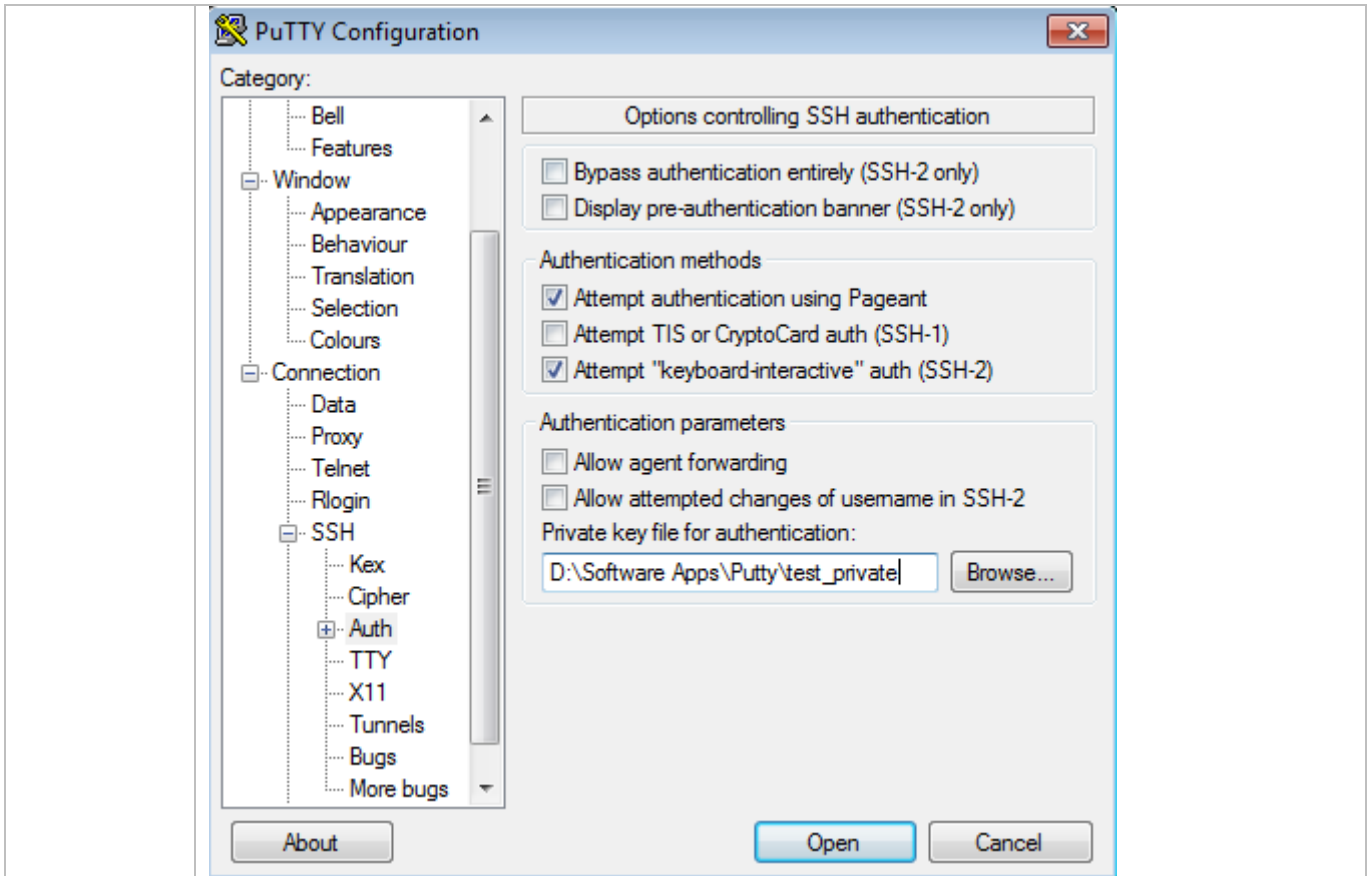 PuTTY Configuration
Category:
Bell
Features
Window
Appearance
Behaviour
Translation
Selection
Colours
Connection
Data
Proxy
Telnet
Rlogin
SSH
Kex
Cipher
Auth
TTY
X11
Tunnels
Bugs
More bugs
Options controlling SSH authentication
Bypass authentication entirely (SSH-2 only)
Display pre-authentication banner (SSH-2 only)
Authentication methods
Attempt authentication using Pageant
Attempt TIS or CryptoCard auth (SSH-1)
Attempt "keyboard-interactive" auth (SSH-2)
Authentication parameters
Allow agent forwarding
Allow attempted changes of username in SSH-2
Private key file for authentication:
D:\Software Apps\Putty\test_private
Browse...
About
Open
Cancel